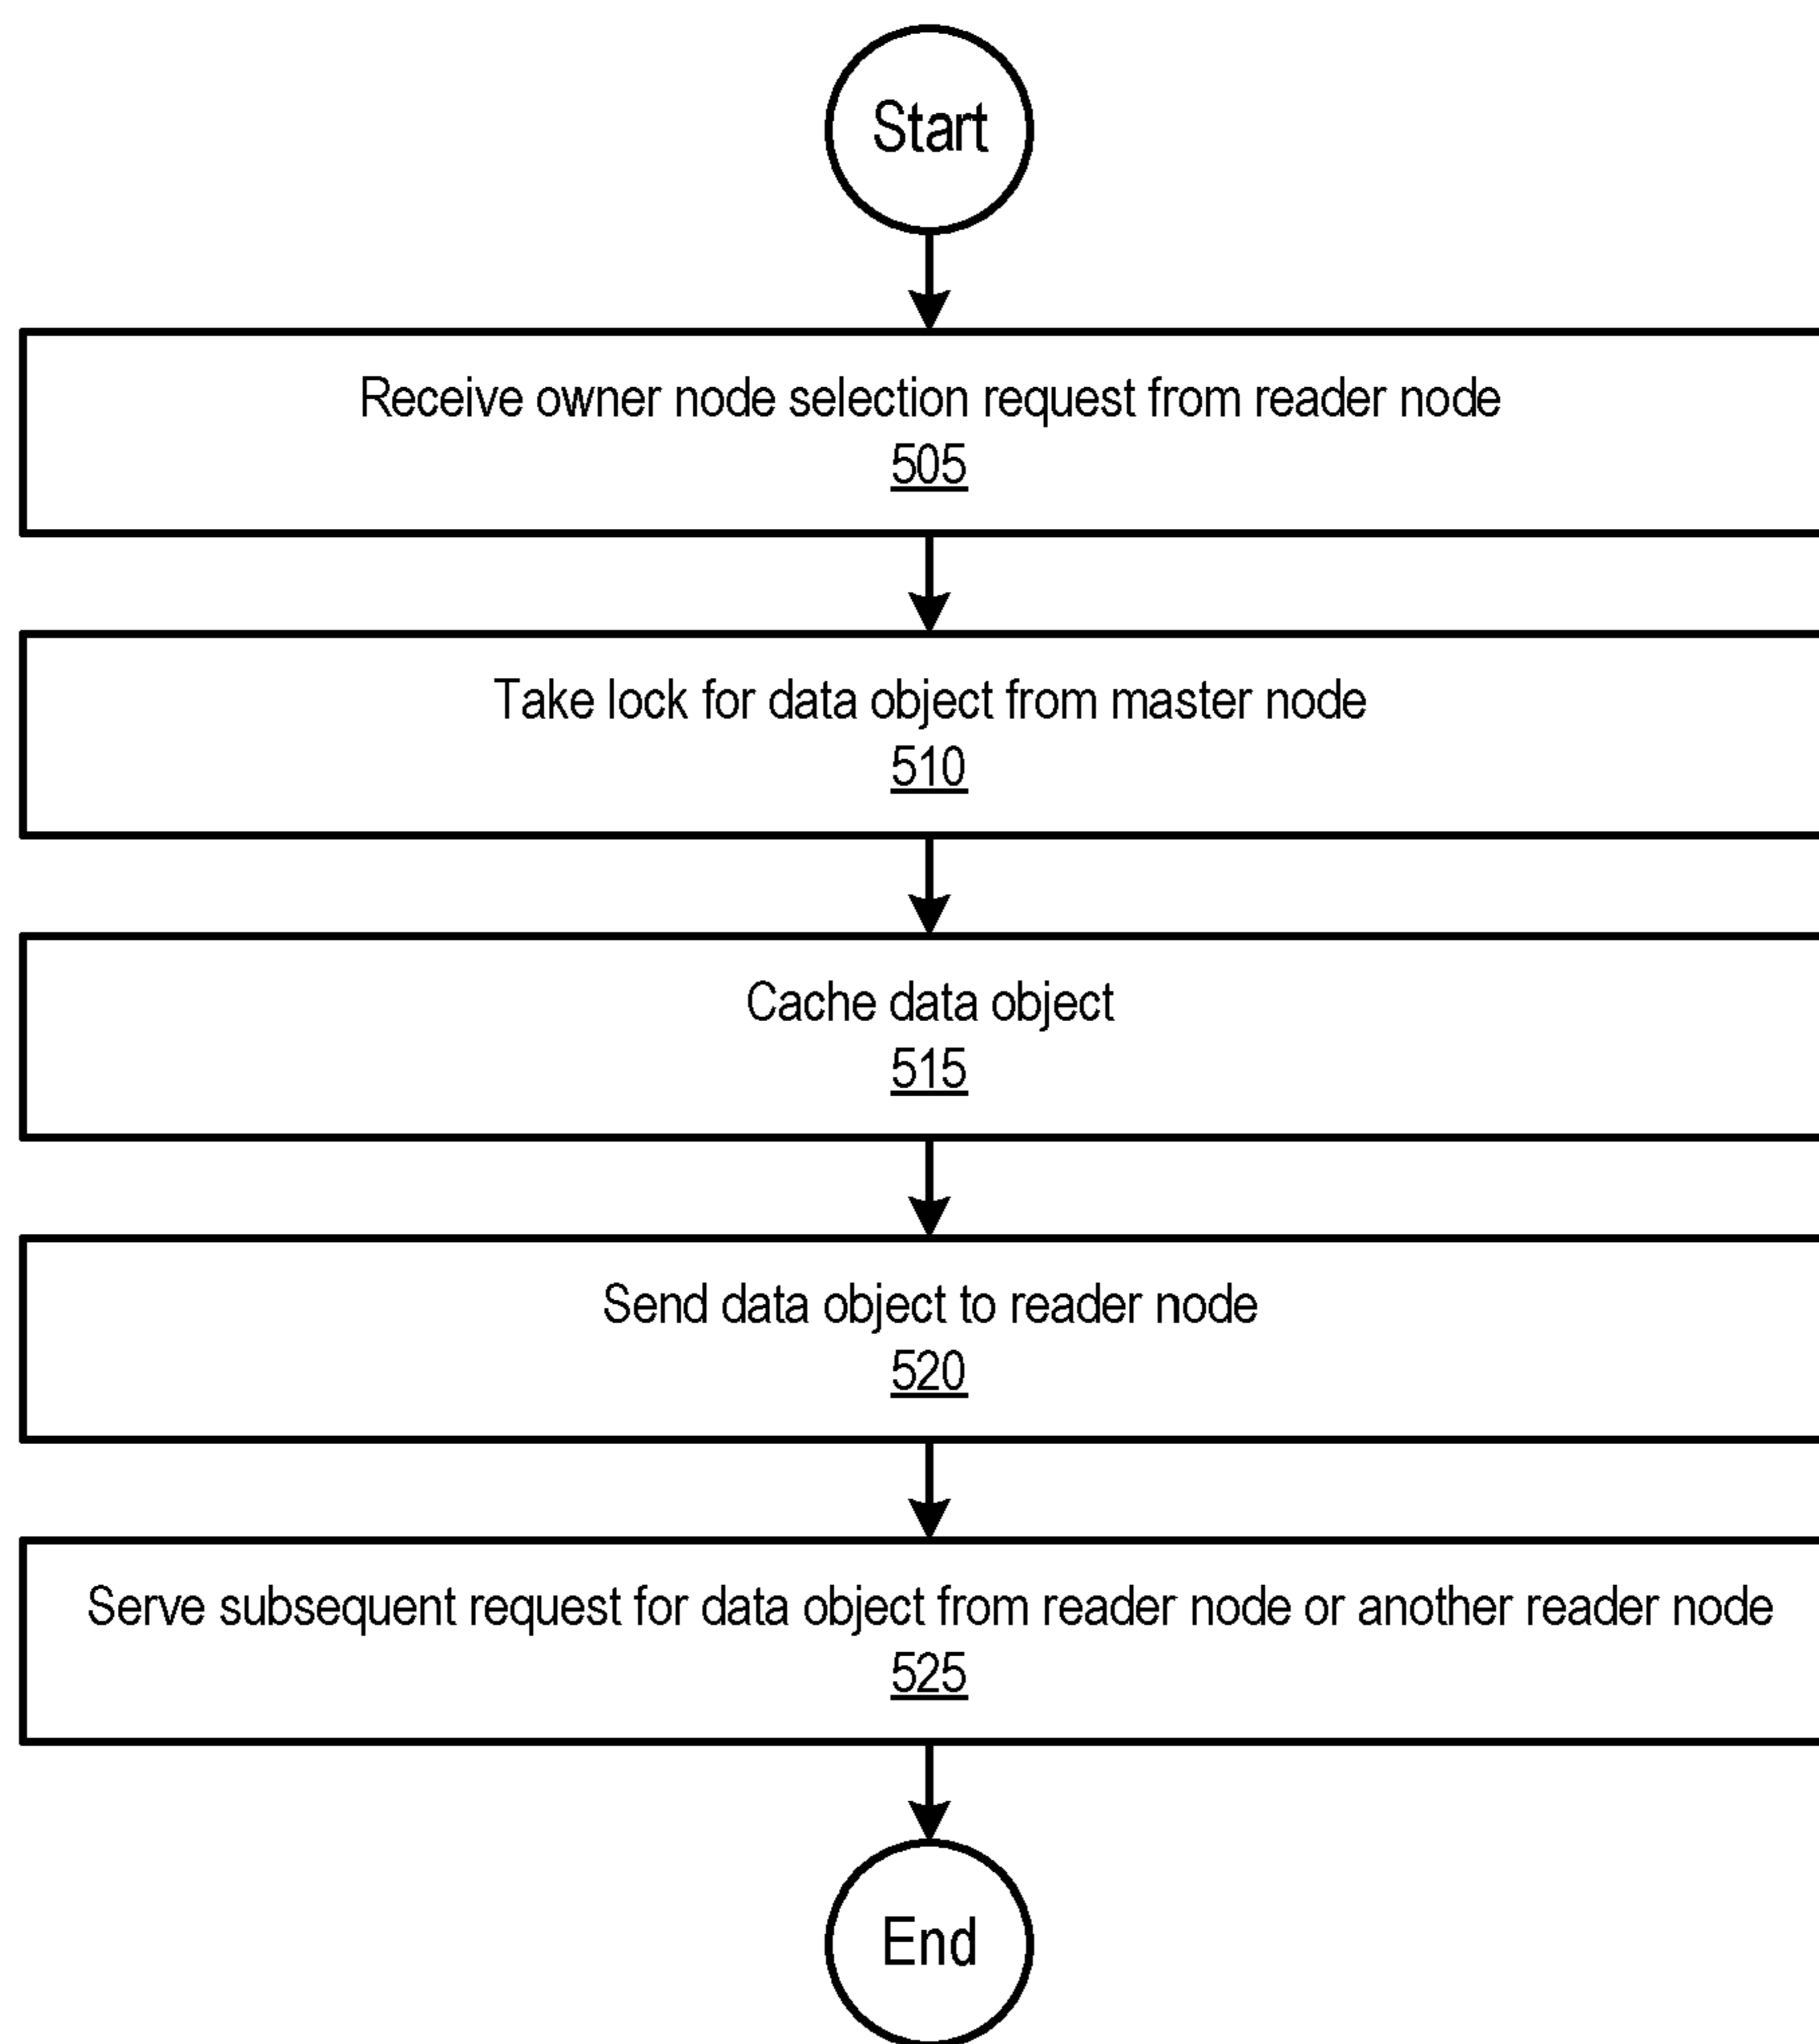 Start
Receive owner node selection request from reader node
505
Take lock for data object from master node
510
Cache data object
515
Send data object to reader node
520
Serve subsequent request for data object from reader node or another reader node
525
End